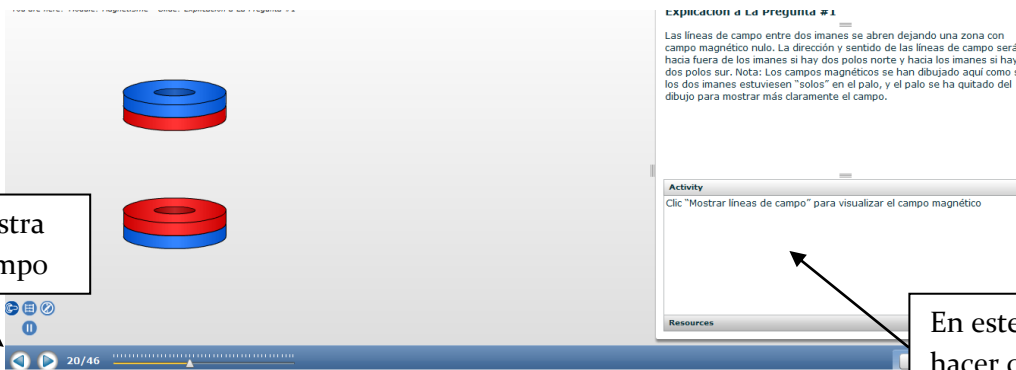 Explicación a La Pregunta #1
Las líneas de campo entre dos imanes se abren dejando una zona con
campo magnético nulo. La dirección y sentido de las líneas de campo será
hacia fuera de los imanes si hay dos polos norte y hacia los imanes si hay
dos polos sur. Nota: Los campos magnéticos se han dibujado aquí como s
los dos imanes estuviesen "solos" en el palo, y el palo se ha quitado del
dibujo para mostrar más claramente el campo.
Activity
Clic "Mostrar líneas de campo" para visualizar el campo magnético
stra
mpo
En este
hacer c
Resources
20/46